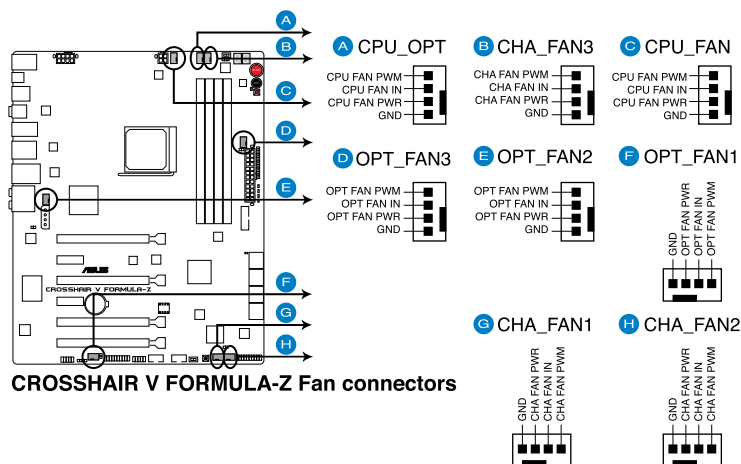 A
B
C
D
E
F
G
H
ASUS
CROSSHAIR V FORMULA-Z
CROSSHAIR V FORMULA-Z Fan connectors
A CPU_OPT
CPU FAN PWM
CPU FAN IN
CPU FAN PWR
GND
B CHA_FAN3
CHA FAN PWM
CHA FAN IN
CHA FAN PWR
GND
C CPU_FAN
CPU FAN PWM
CPU FAN IN
CPU FAN PWR
GND
D OPT_FAN3
OPT FAN PWM
OPT FAN IN
OPT FAN PWR
GND
E OPT_FAN2
OPT FAN PWM
OPT FAN IN
OPT FAN PWR
GND
F OPT_FAN1
GND
OPT FAN PWR
OPT FAN IN
OPT FAN PWM
G CHA_FAN1
GND
CHA FAN PWR
CHA FAN IN
CHA FAN PWM
H CHA_FAN2
GND
CHA FAN PWR
CHA FAN IN
CHA FAN PWM